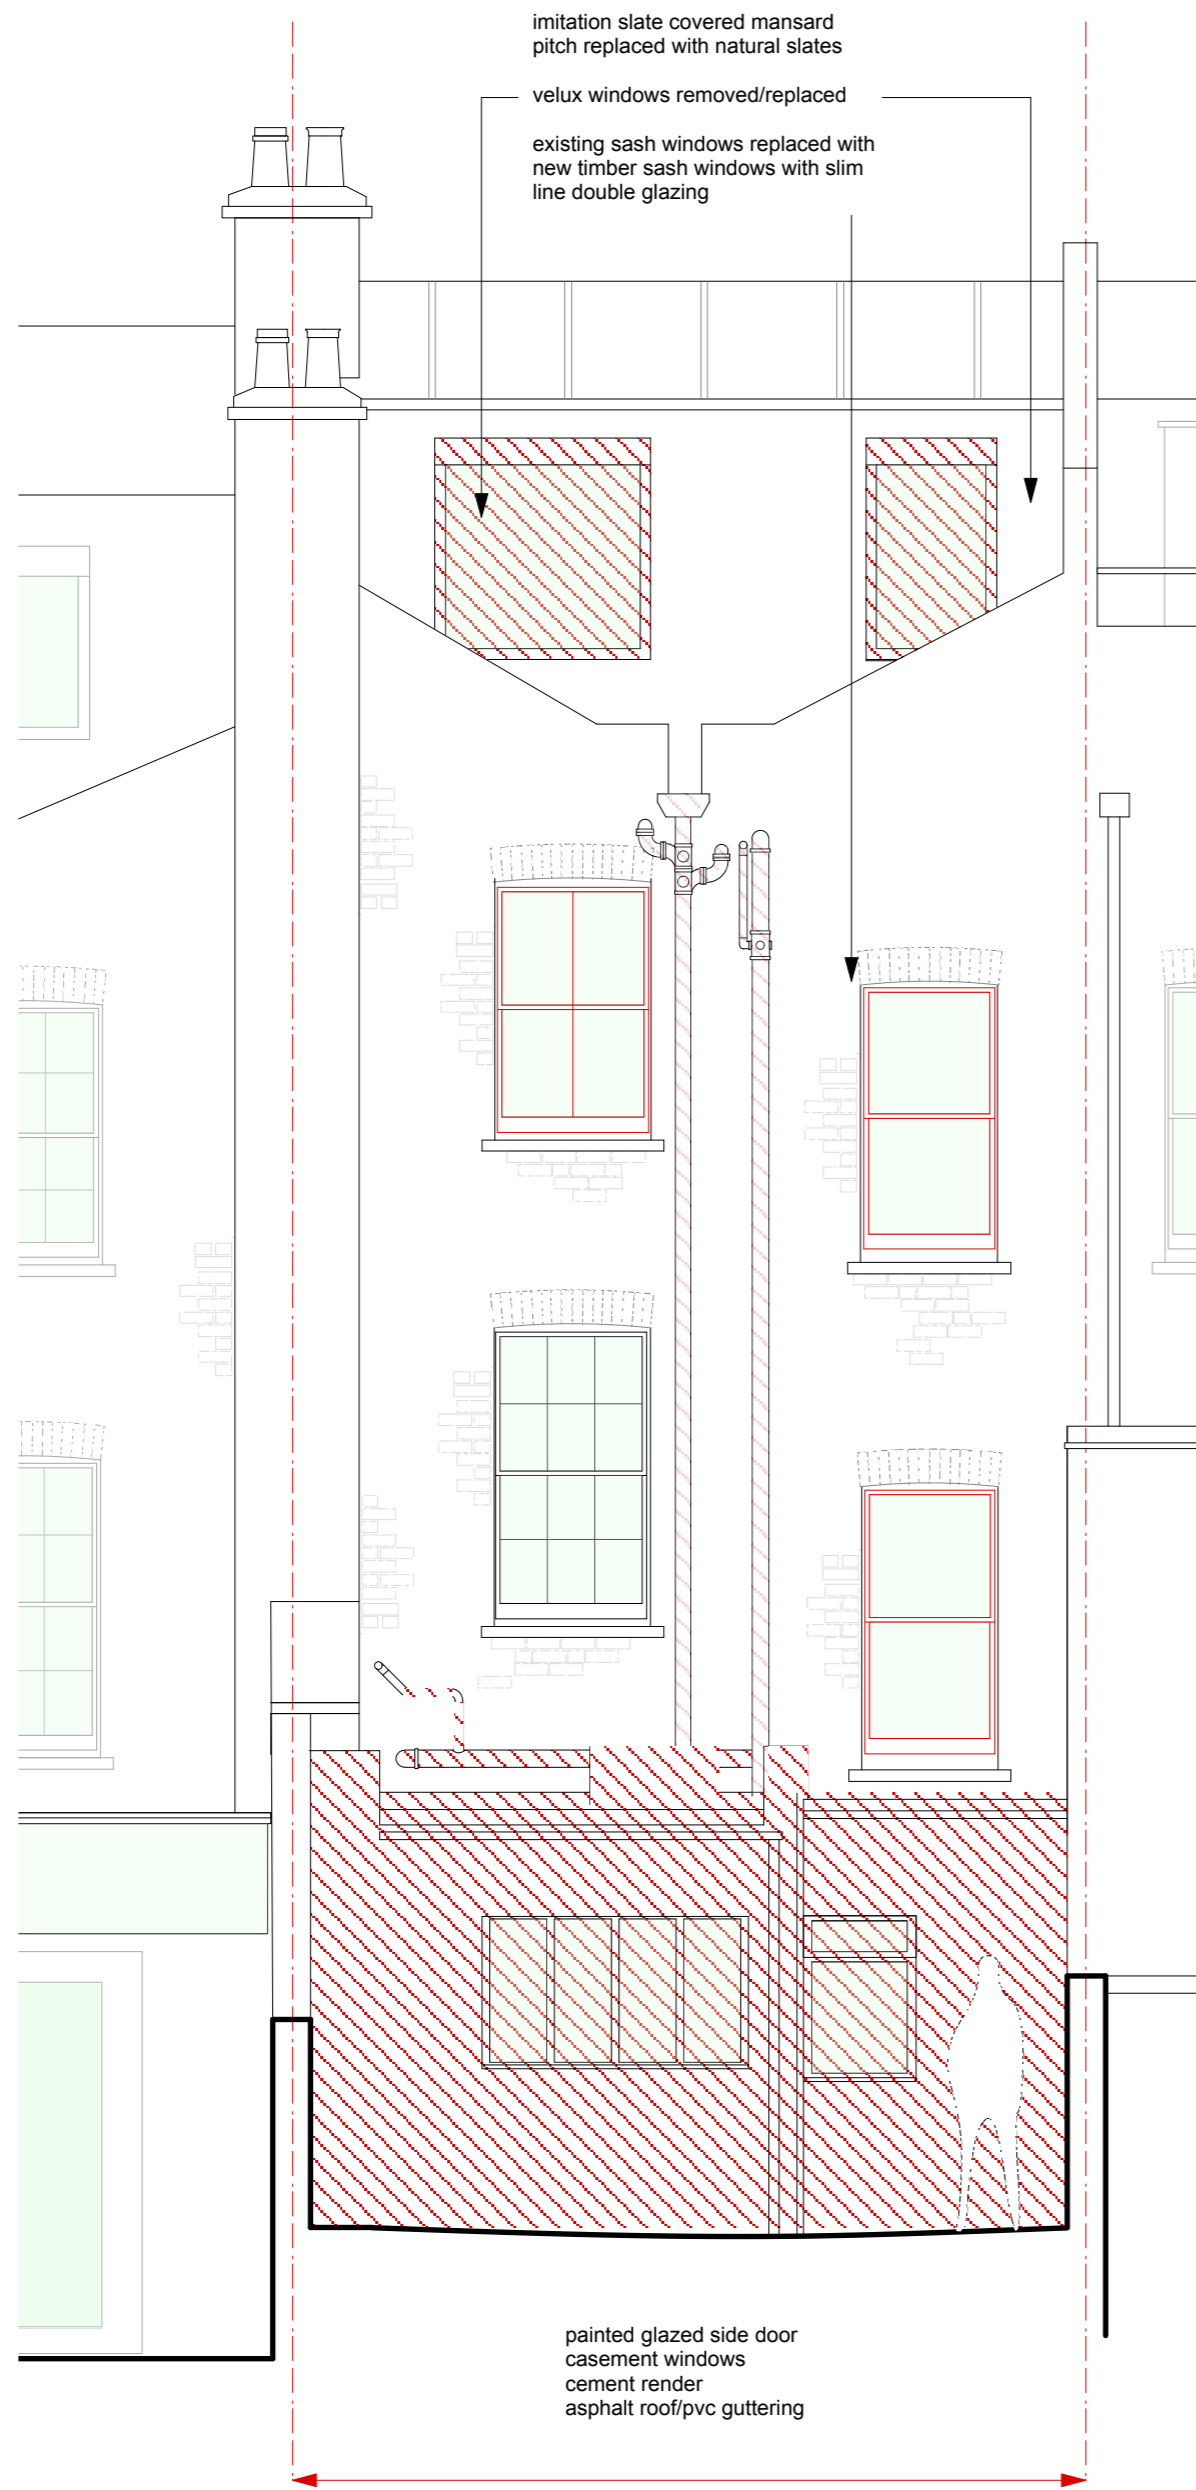 imitation slate covered mansard
pitch replaced with natural slates
velux windows removed/replaced
existing sash windows replaced with
new timber sash windows with slim
line double glazing
painted glazed side door
casement windows
cement render
asphalt roof/pvc guttering